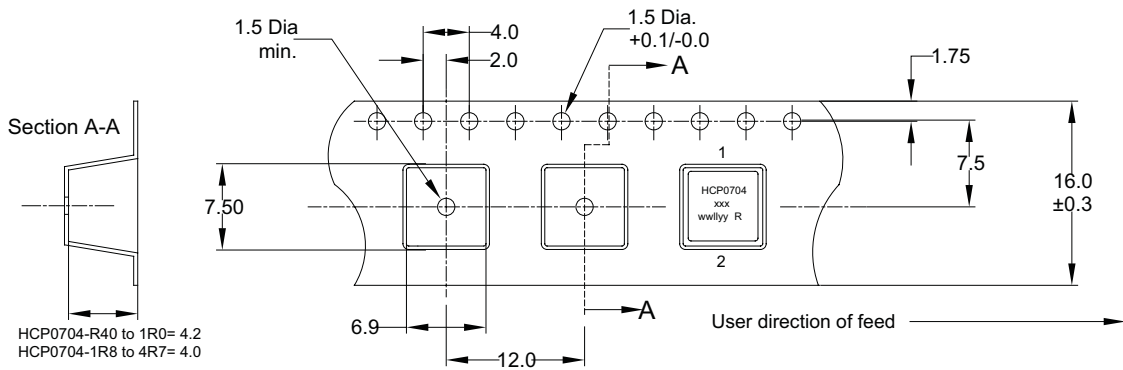 1.5 Dia
min.
4.0
2.0
1.5 Dia.
+0.1/-0.0
A
1.75
Section A-A
7.50
1
HCP0704
xxx
wwllyy R
2
7.5
16.0
±0.3
6.9
A
12.0
User direction of feed
HCP0704-R40 to 1R0= 4.2
HCP0704-1R8 to 4R7= 4.0